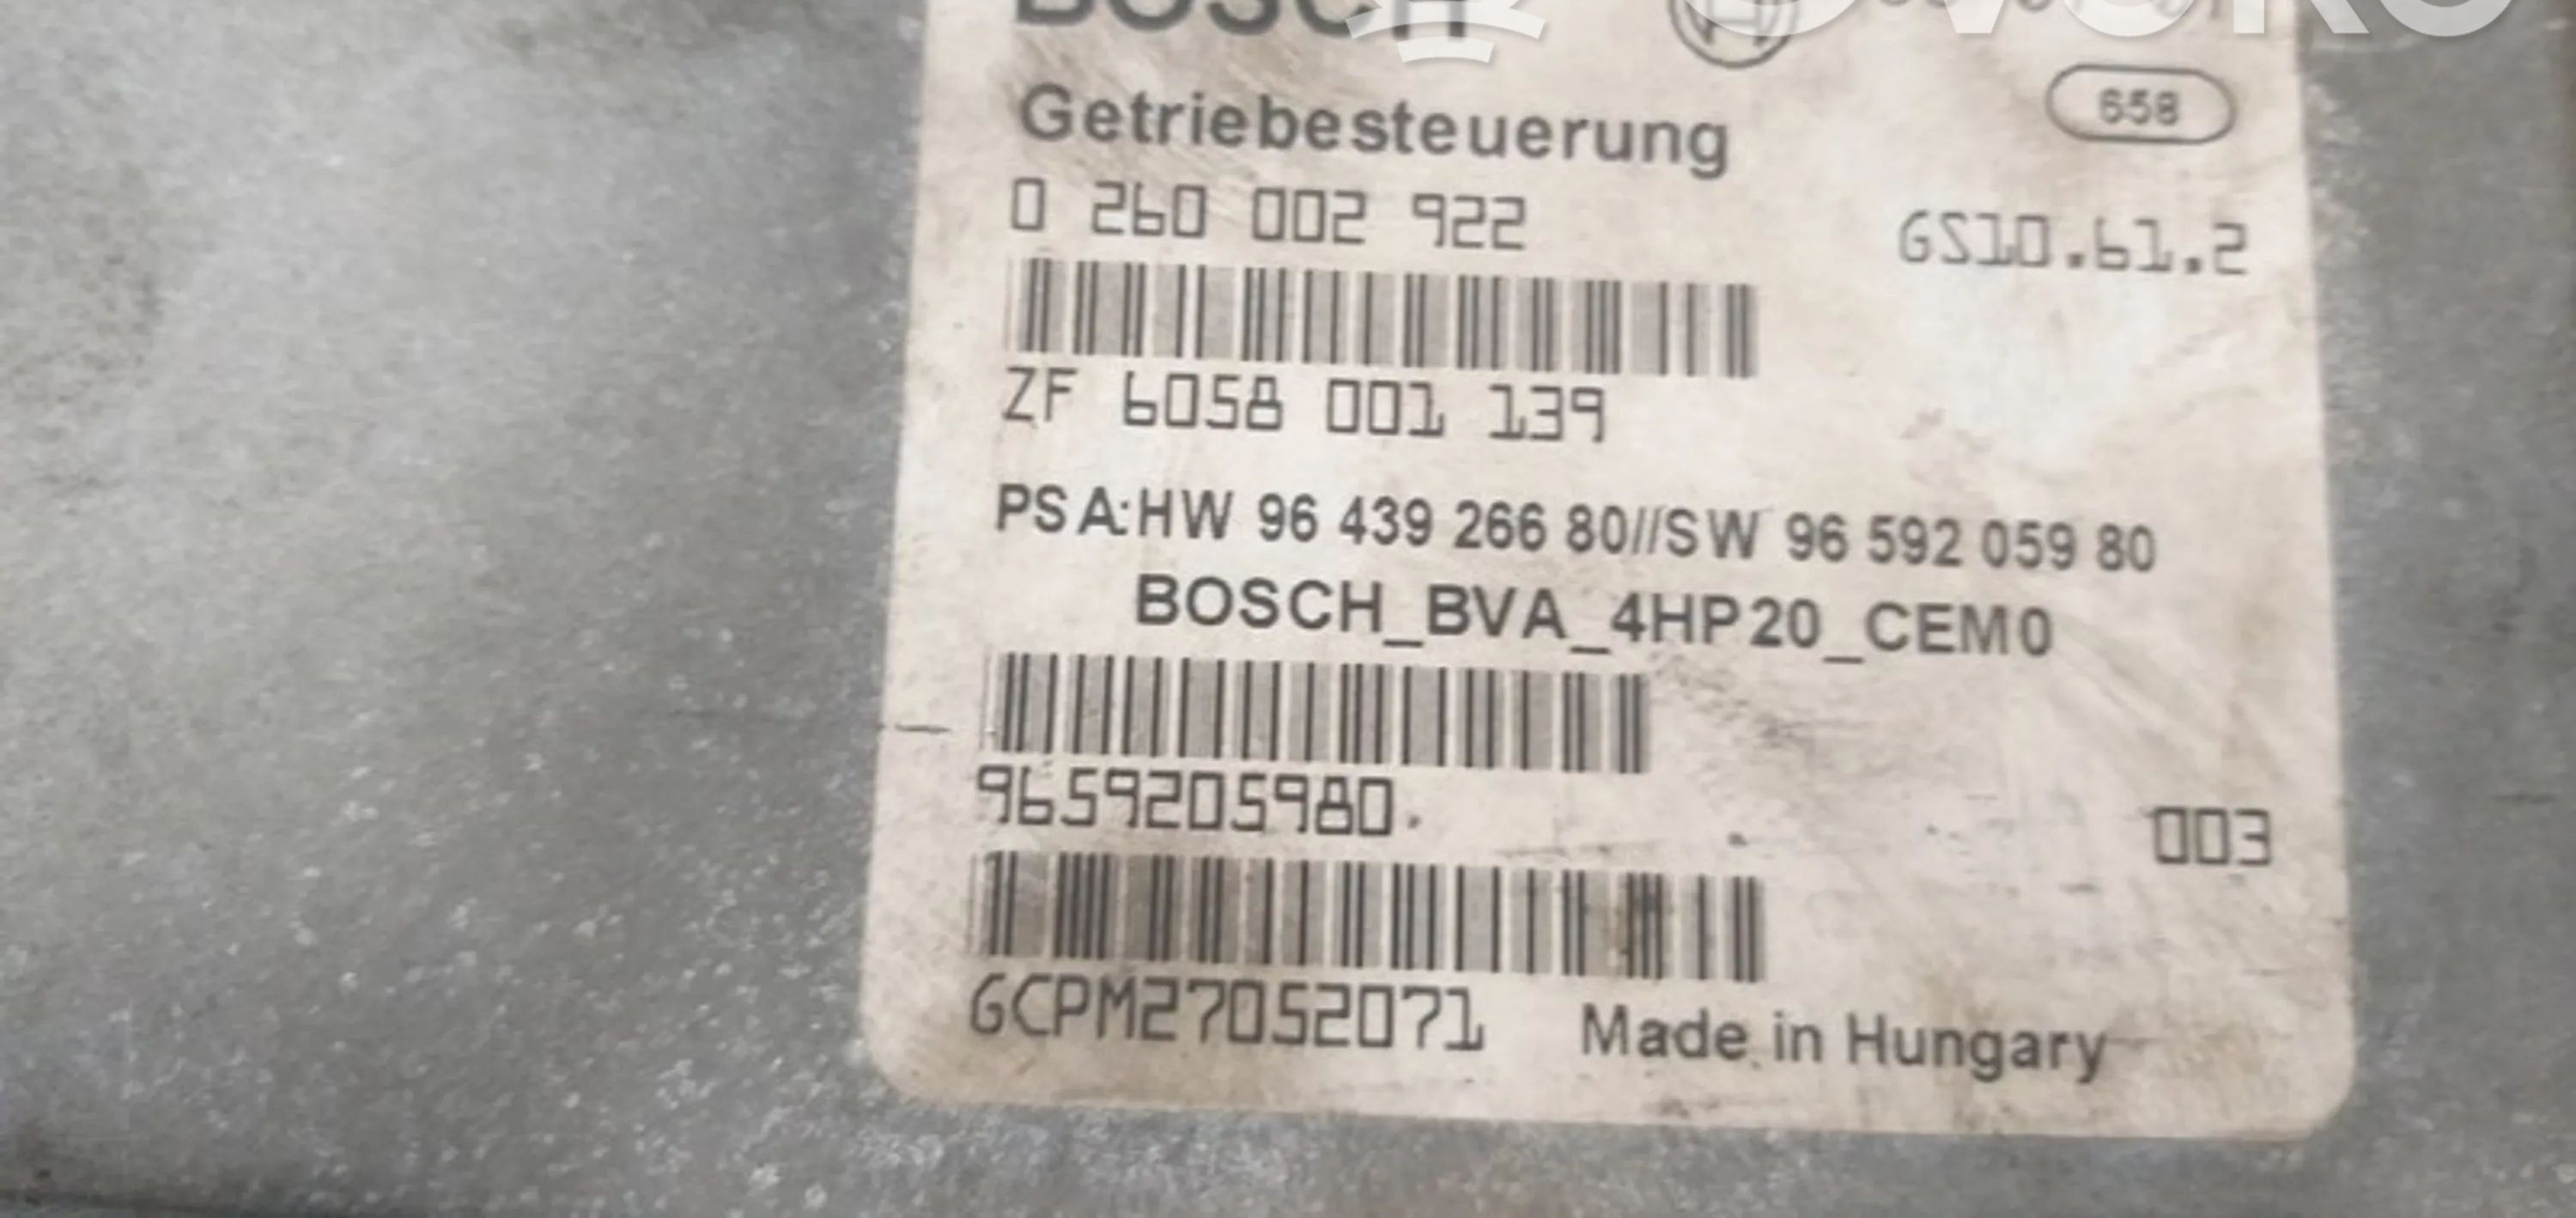 BOSCH
658
Getriebesteuerung
0 260 002 922
GS10.61.2
ZF 6058 001 139
PSA:HW 96 439 266 80//SW 96 592 059 80
BOSCH_BVA_4HP20_CEM0
9659205980.
003
GCPM27052071 Made in Hungary